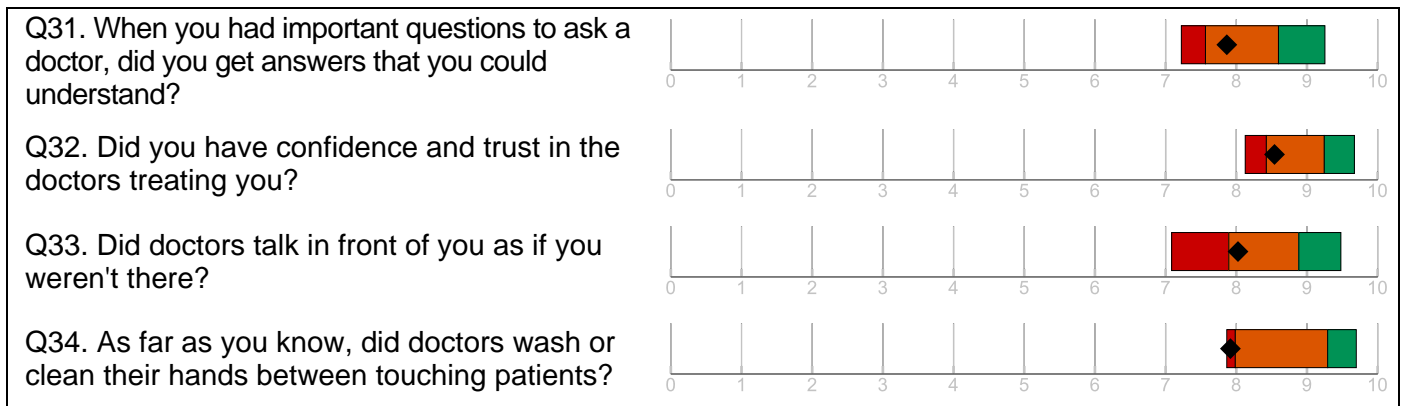 Q31. When you had important questions to ask a
doctor, did you get answers that you could
understand?
0 1 2 3 4 5 6 7 8 9 10
Q32. Did you have confidence and trust in the
doctors treating you?
0 1 2 3 4 5 6 7 8 9 10
Q33. Did doctors talk in front of you as if you
weren't there?
0 1 2 3 4 5 6 7 8 9 10
Q34. As far as you know, did doctors wash or
clean their hands between touching patients?
0 1 2 3 4 5 6 7 8 9 10